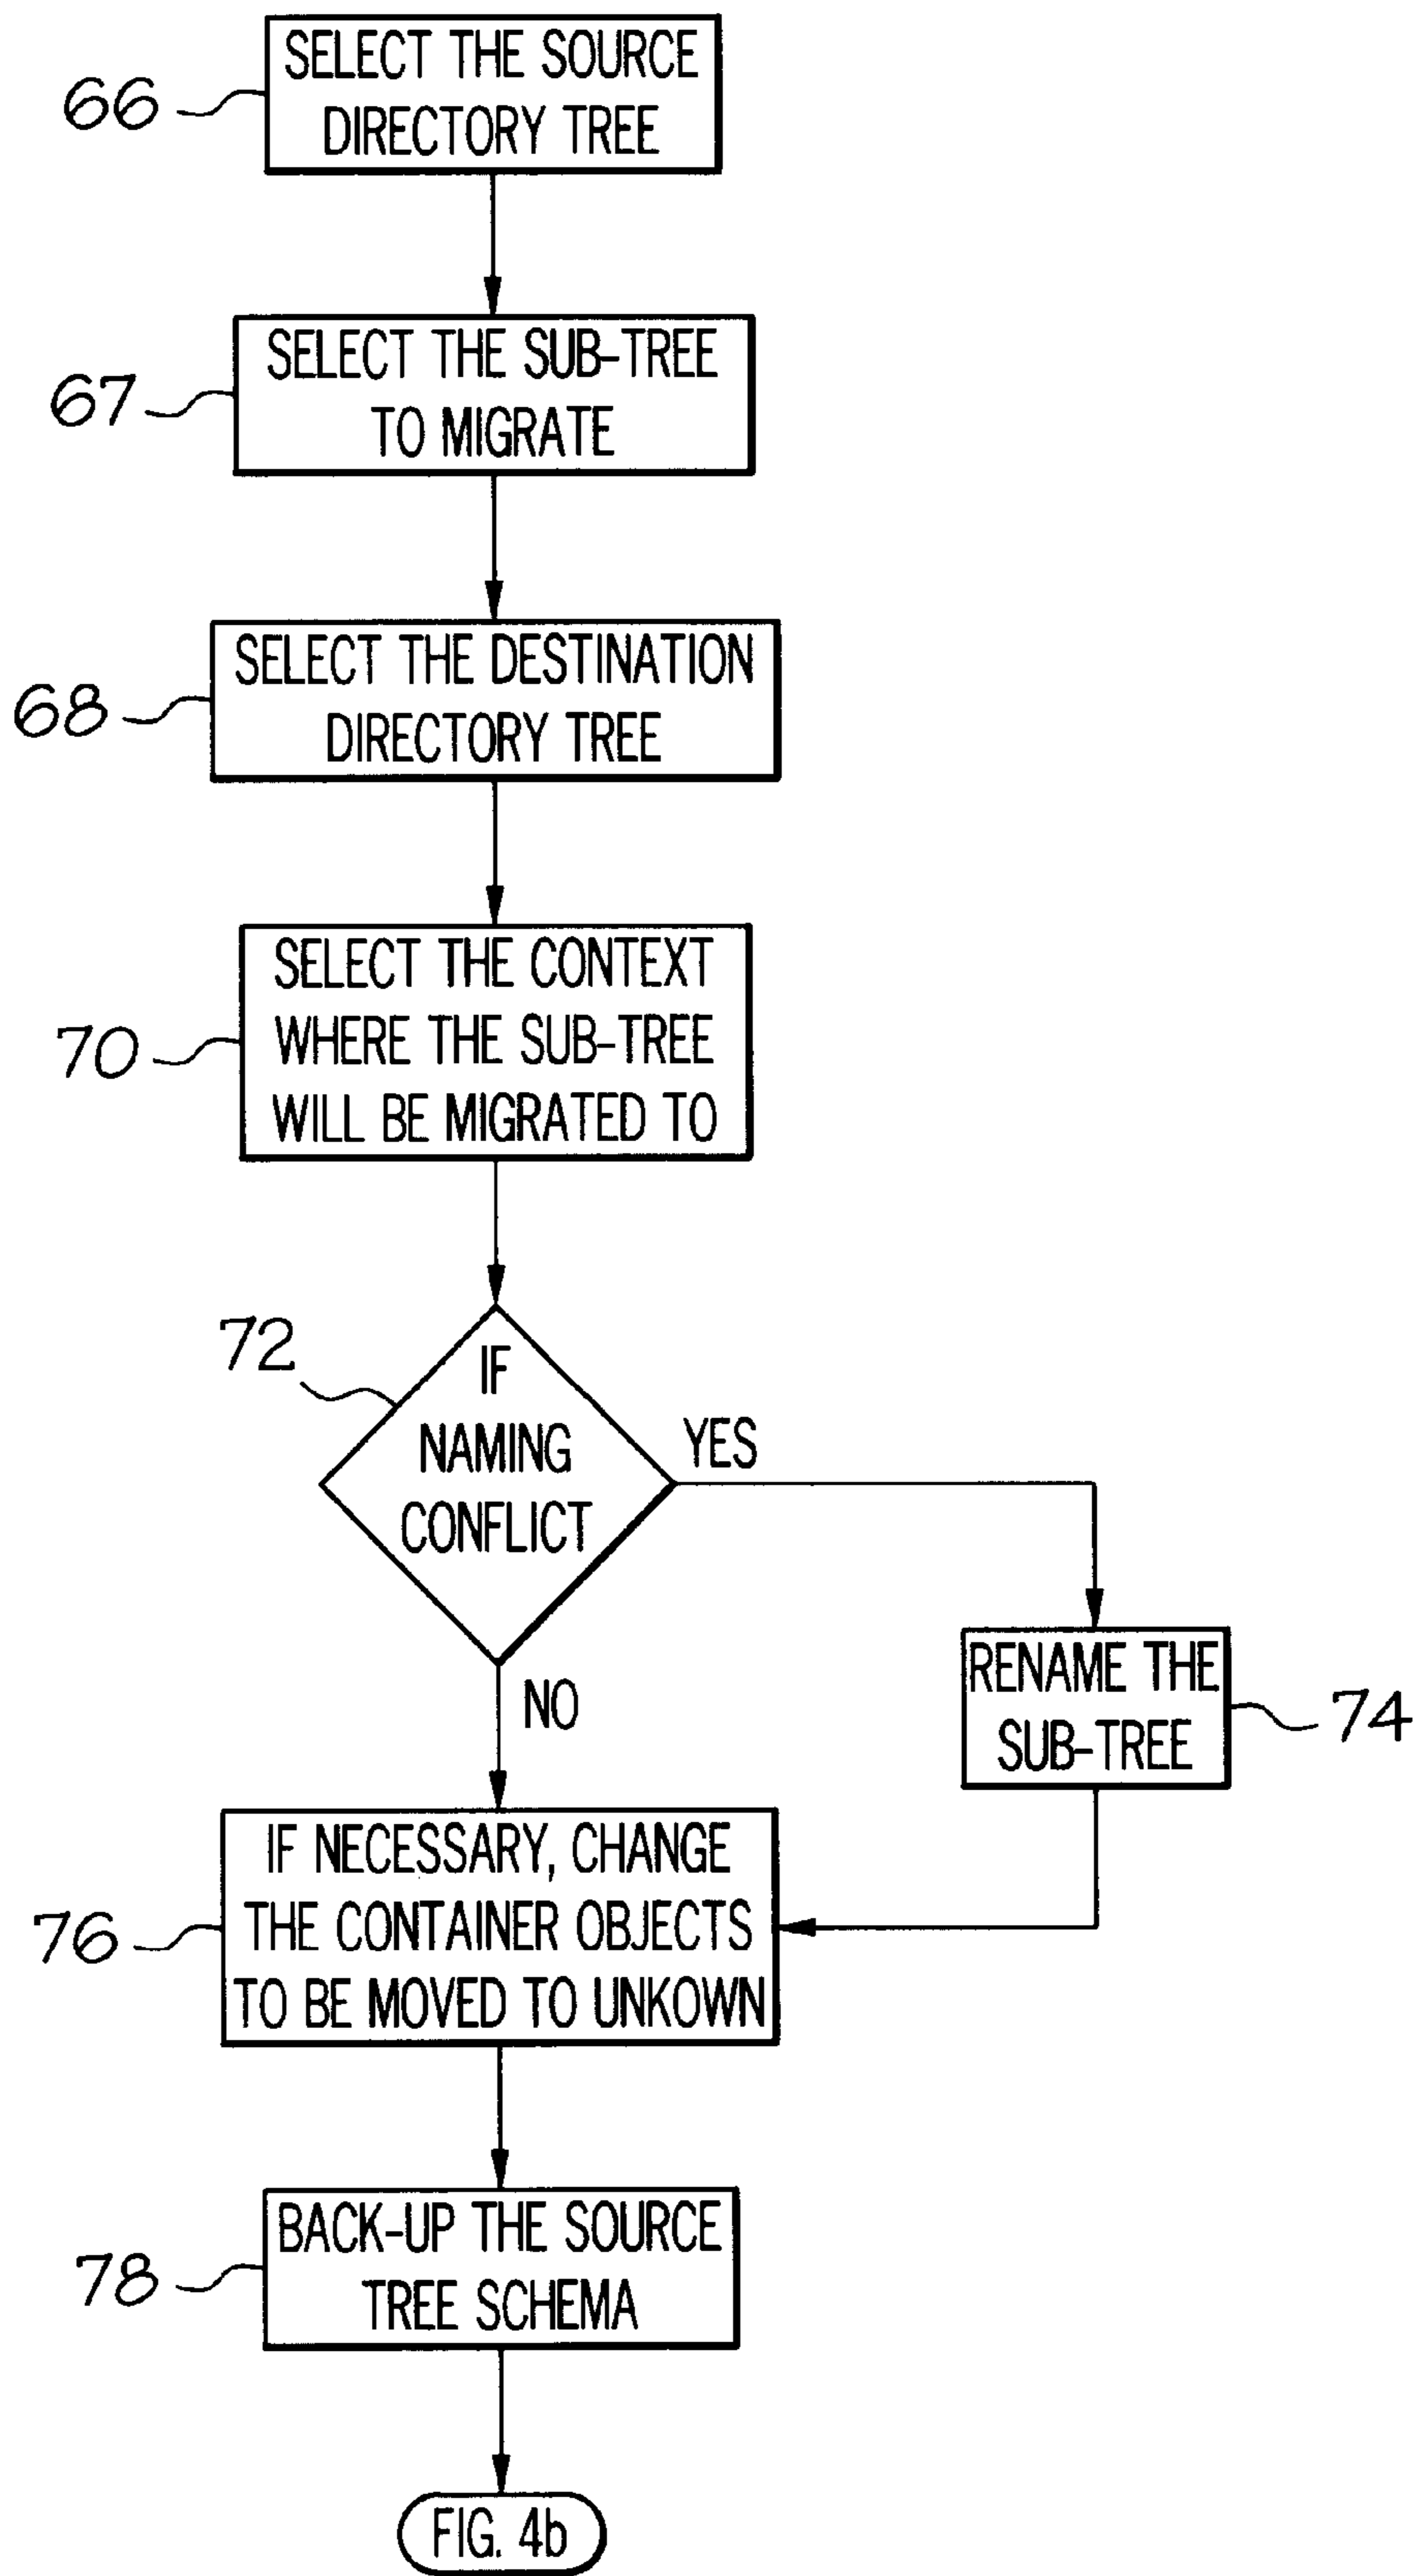 SELECT THE SOURCE
DIRECTORY TREE
66
SELECT THE SUB-TREE
TO MIGRATE
67
SELECT THE DESTINATION
DIRECTORY TREE
68
SELECT THE CONTEXT
WHERE THE SUB-TREE
WILL BE MIGRATED TO
70
72
IF
NAMING
CONFLICT
YES
NO
RENAME THE
SUB-TREE
74
IF NECESSARY, CHANGE
THE CONTAINER OBJECTS
TO BE MOVED TO UNKOWN
76
BACK-UP THE SOURCE
TREE SCHEMA
78
FIG. 4b